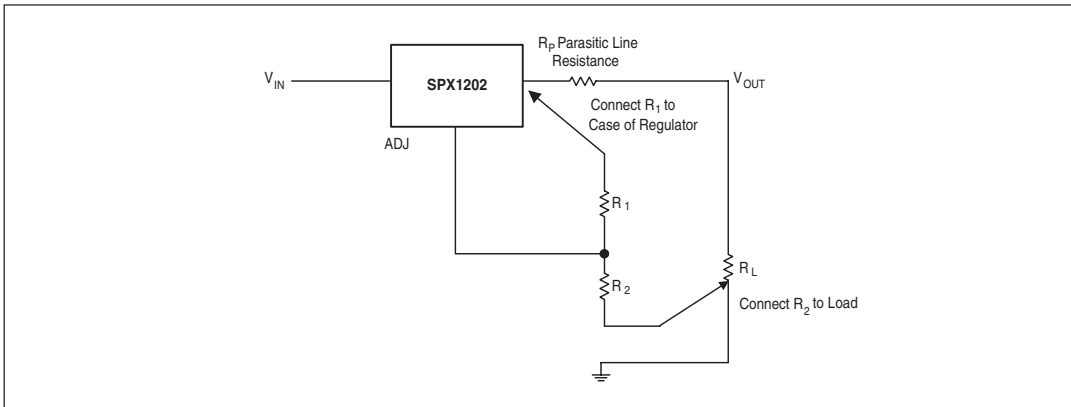 R_P Parasitic Line
Resistance
V_IN
SPX1202
V_OUT
Connect R_1 to
Case of Regulator
ADJ
R_1
R_2
R_L
Connect R_2 to Load